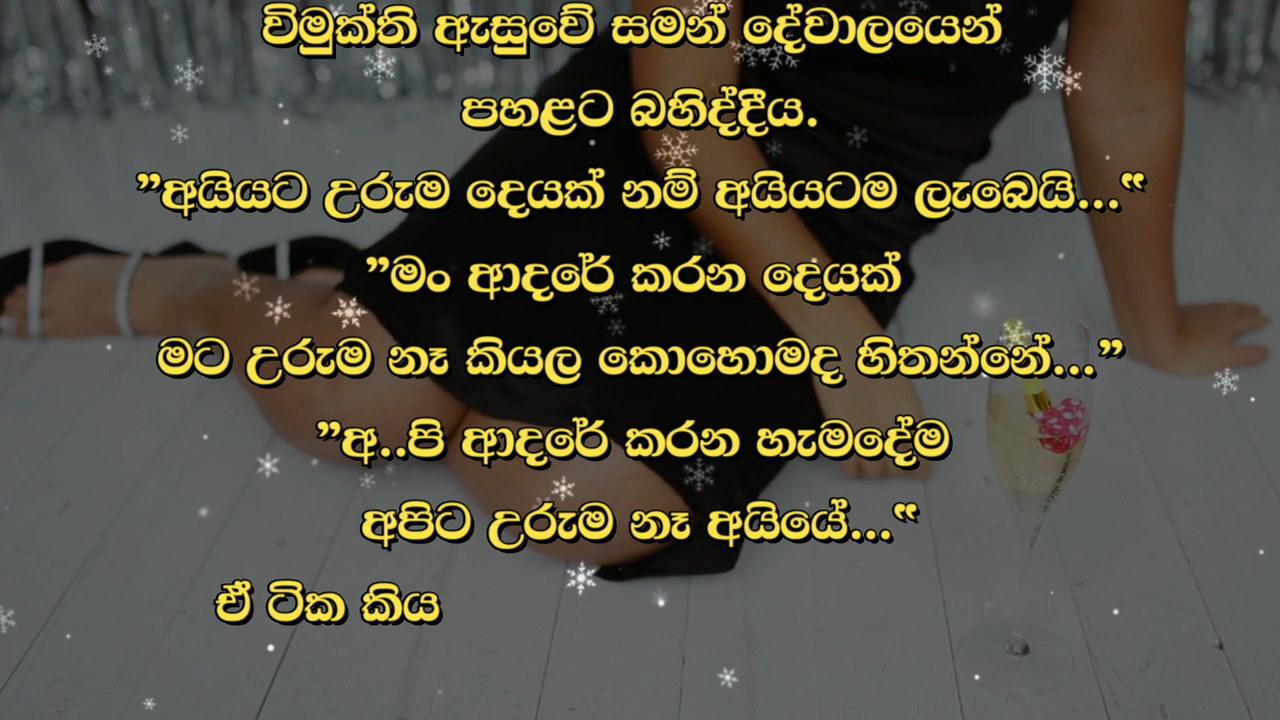 විමුක්ති ඇසුවේ සමන් දේවාලයෙන්
පහළට බහිද්දීය.
”අයියට උරුම දෙයක් නම් අයියටම ලැබෙයි...‟
”මං ආදරේ කරන දෙයක්
මට උරුම නෑ කියල කොහොමද හිතන්නේ...”
”අ..පි ආදරේ කරන හැමදේම
අපිට උරුම නෑ අයියේ...‟
ඒ ටික කිය